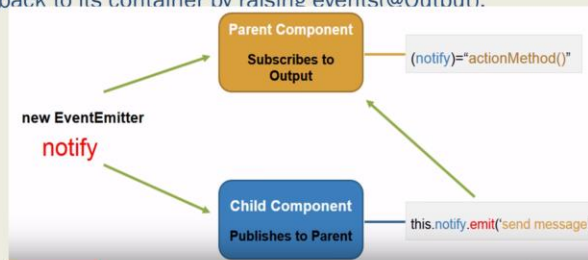 back to its container by raising events(@Output).
Parent Component
Subscribes to
Output
(notify)=“actionMethod()”
new EventEmitter
notify
Child Component
Publishes to Parent
this.notify.emit('send message